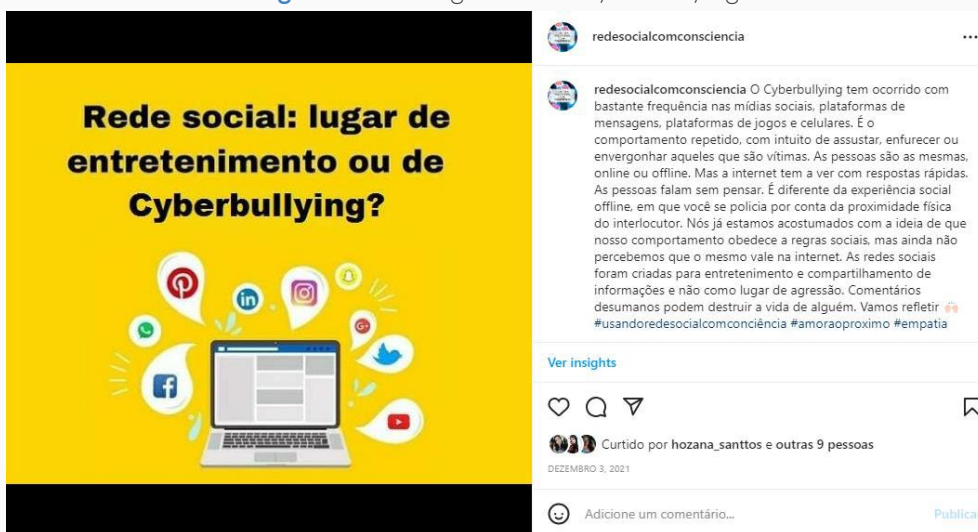 Rede social: lugar de
entretenimento ou de
Cyberbullying?
redesocialcomconsciencia
redesocialcomconsciencia O Cyberbullying tem ocorrido com
bastante frequência nas mídias sociais, plataformas de
mensagens, plataformas de jogos e celulares. É o
comportamento repetido, com intuito de assustar, enfurecer ou
envergonhar aqueles que são vítimas. As pessoas são as mesmas,
online ou offline. Mas a internet tem a ver com respostas rápidas.
As pessoas falam sem pensar. É diferente da experiência social
offline, em que você se policia por conta da proximidade física
do interlocutor. Nós já estamos acostumados com a ideia de que
nosso comportamento obedece a regras sociais, mas ainda não
percebemos que o mesmo vale na internet. As redes sociais
foram criadas para entretenimento e compartilhamento de
informações e não como lugar de agressão. Comentários
desumanos podem destruir a vida de alguém. Vamos refletir 🙌🏻
#usandoredesocialcomconciência #amoraoproximo #empatia
Ver insights
Curtido por hozana_santtos e outras 9 pessoas
DEZEMBRO 3, 2021
Adicione um comentário...
Publica